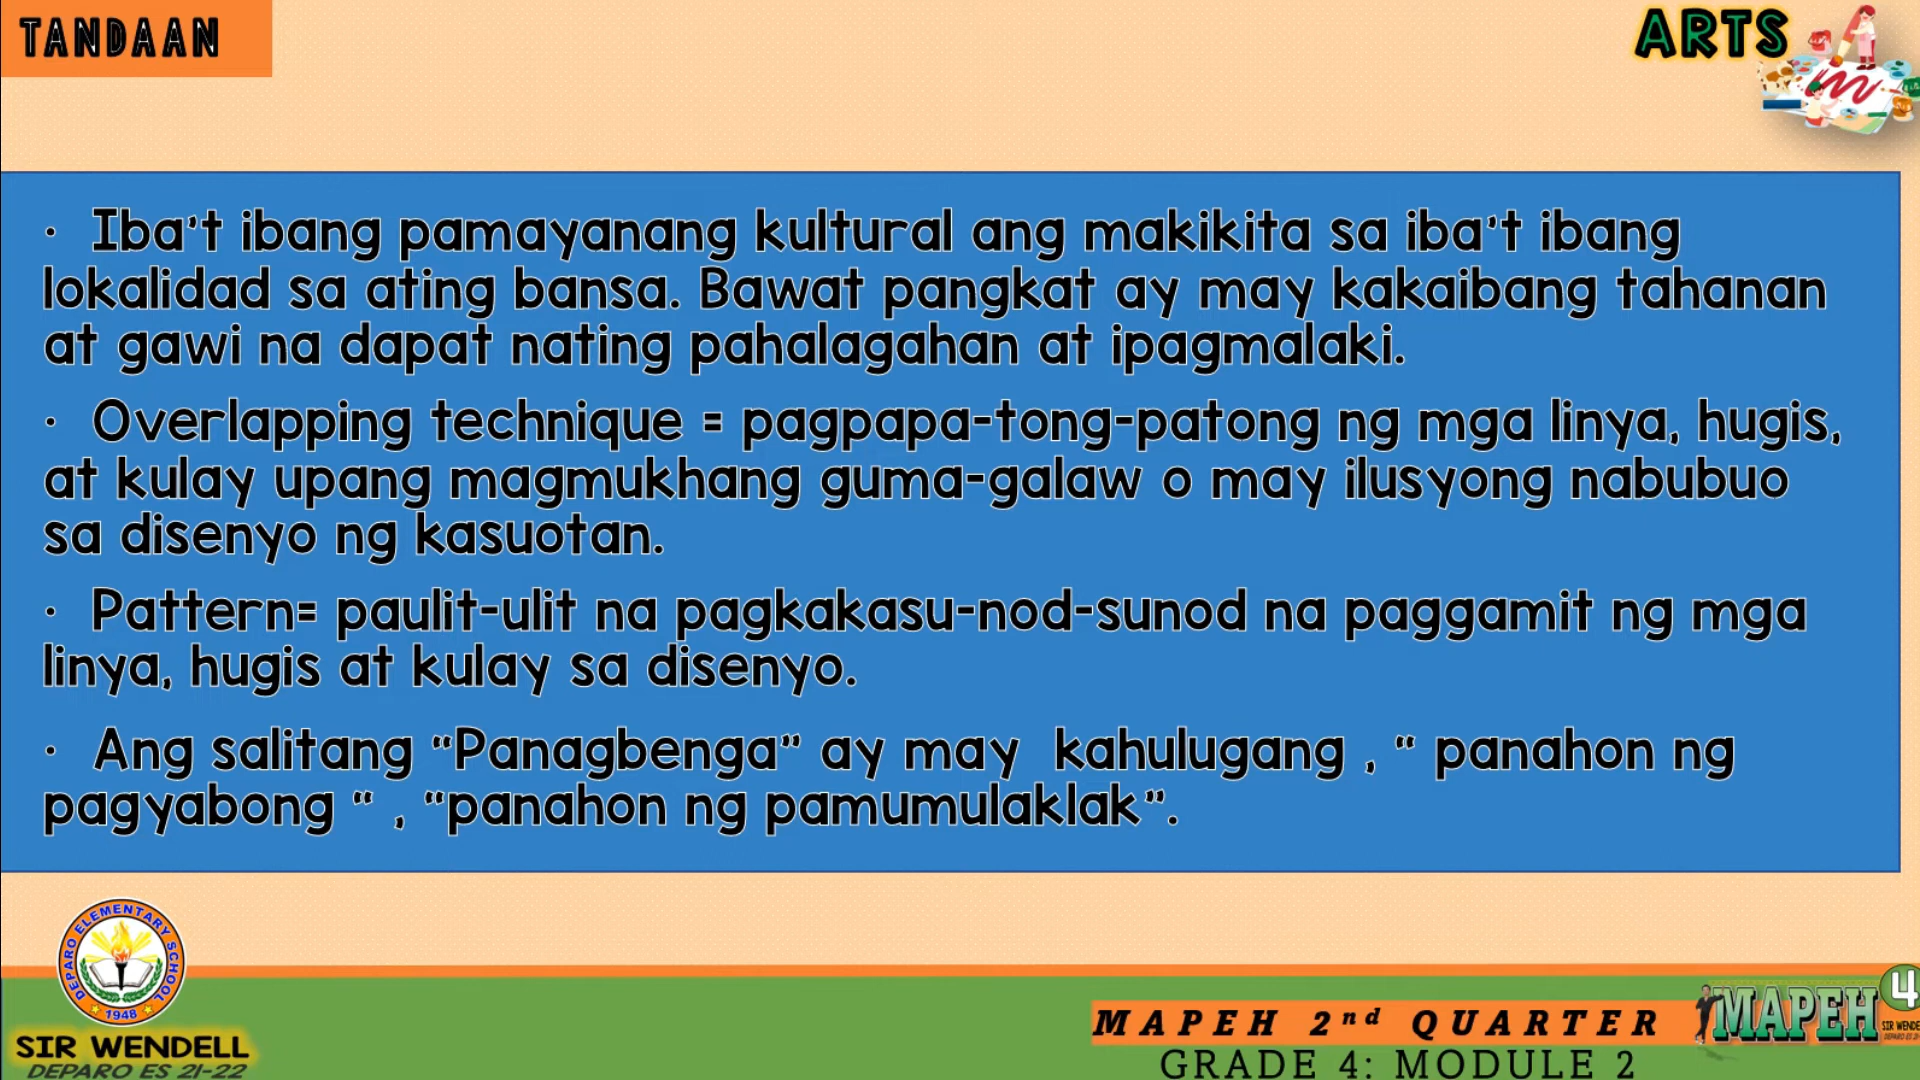 TANDAAN
ARTS
· Iba't ibang pamayanang kultural ang makikita sa iba't ibang
lokalidad sa ating bansa. Bawat pangkat ay may kakaibang tahanan
at gawi na dapat nating pahalagahan at ipagmalaki.
· Overlapping technique = pagpapa-tong-patong ng mga linya, hugis,
at kulay upang magmukhang guma-galaw o may ilusyong nabubuo
sa disenyo ng kasuotan.
· Pattern= paulit-ulit na pagkakasu-nod-sunod na paggamit ng mga
linya, hugis at kulay sa disenyo.
· Ang salitang “Panagbenga” ay may kahulugang , “ panahon ng
pagyabong “ , “panahon ng pamumulaklak”.
DEPARO ELEMENTARY SCHOOL
1948
SIR WENDELL
DEPARO ES 21-22
MAPEH 2nd QUARTER
GRADE 4: MODULE 2
MAPEH 4